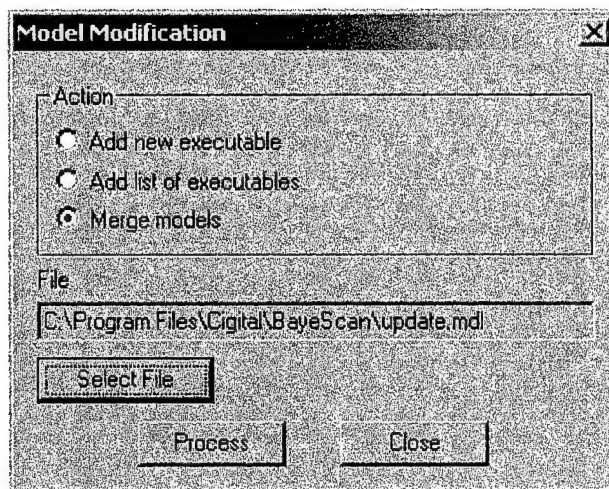 Model Modification
Action
Add new executable
Add list of executables
Merge models
File
C:\Program Files\Cigital\BayeScan\update.mdl
Select File
Process
Close